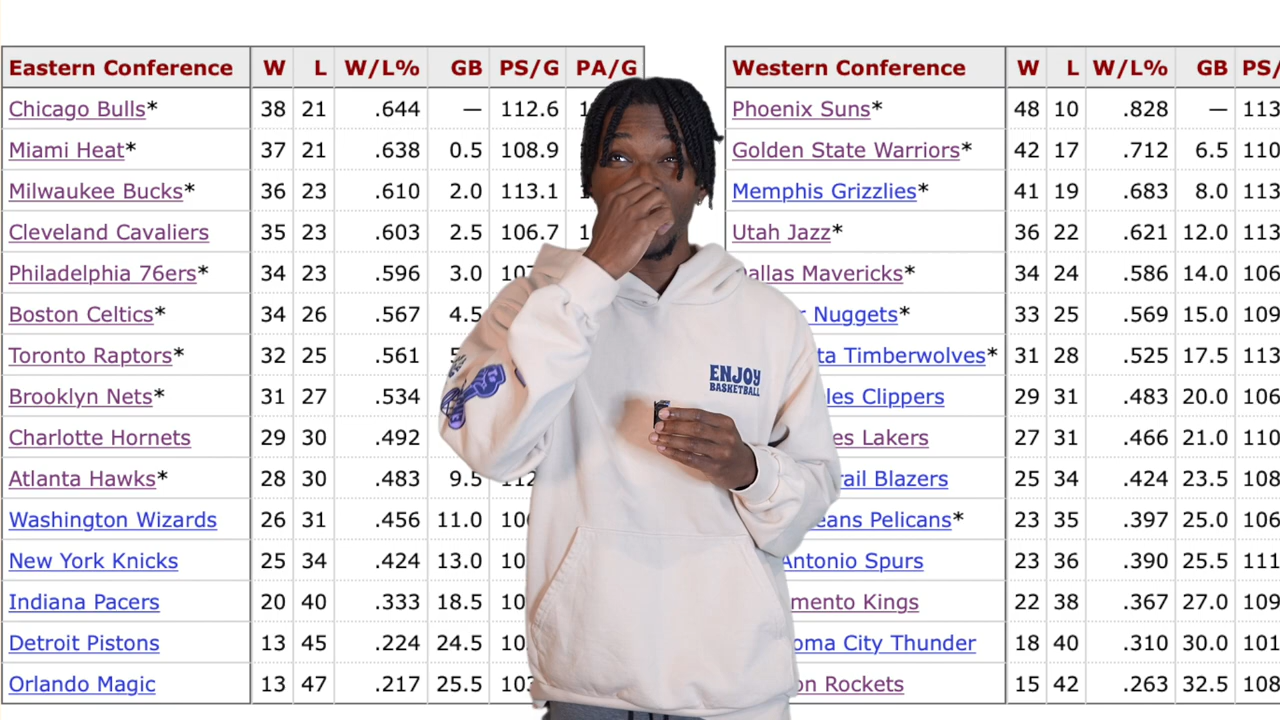 Eastern Conference W L W/L% GB PS/G PA/G
Chicago Bulls* 38 21 .644 — 112.6
Miami Heat* 37 21 .638 0.5 108.9
Milwaukee Bucks* 36 23 .610 2.0 113.1
Cleveland Cavaliers 35 23 .603 2.5 106.7
Philadelphia 76ers* 34 23 .596 3.0
Boston Celtics* 34 26 .567 4.5
Toronto Raptors* 32 25 .561
Brooklyn Nets* 31 27 .534
Charlotte Hornets 29 30 .492
Atlanta Hawks* 28 30 .483 9.5
Washington Wizards 26 31 .456 11.0
New York Knicks 25 34 .424 13.0
Indiana Pacers 20 40 .333 18.5
Detroit Pistons 13 45 .224 24.5
Orlando Magic 13 47 .217 25.5
ENJOY
BASKETBALL
Western Conference W L W/L% GB PS/
Phoenix Suns* 48 10 .828 — 113
Golden State Warriors* 42 17 .712 6.5 110
Memphis Grizzlies* 41 19 .683 8.0 113
Utah Jazz* 36 22 .621 12.0 113
allas Mavericks* 34 24 .586 14.0 106
r Nuggets* 33 25 .569 15.0 109
ta Timberwolves* 31 28 .525 17.5 113
les Clippers 29 31 .483 20.0 106
es Lakers 27 31 .466 21.0 110
rail Blazers 25 34 .424 23.5 108
eans Pelicans* 23 35 .397 25.0 106
Antonio Spurs 23 36 .390 25.5 111
mento Kings 22 38 .367 27.0 109
oma City Thunder 18 40 .310 30.0 101
on Rockets 15 42 .263 32.5 108